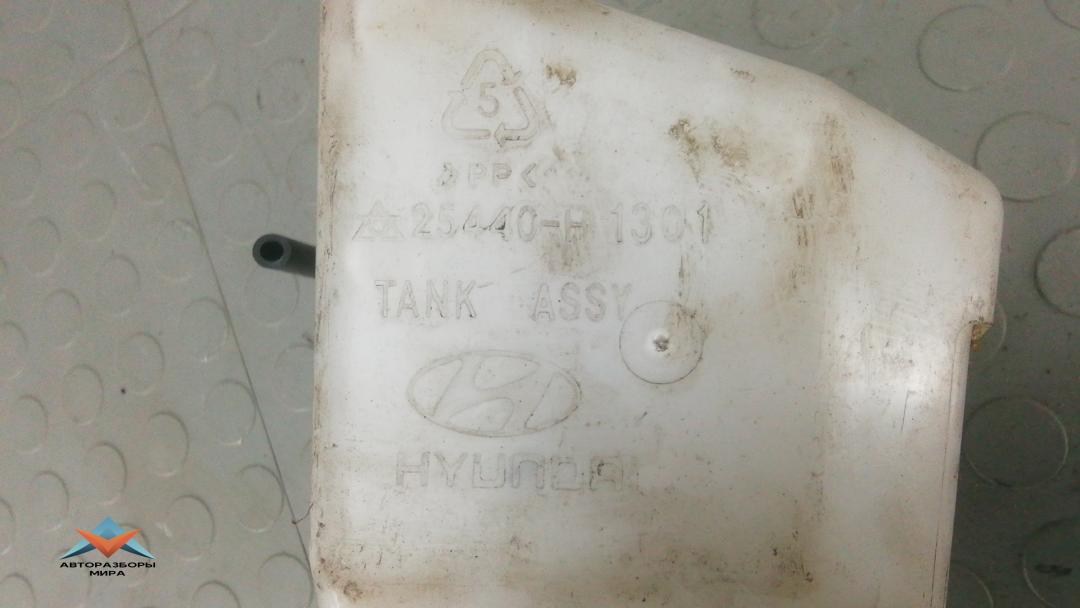 5
>PP<
25440-H1301
TANK ASSY
HYUNDAI
АВТОРАЗБОРЫ
МИРА